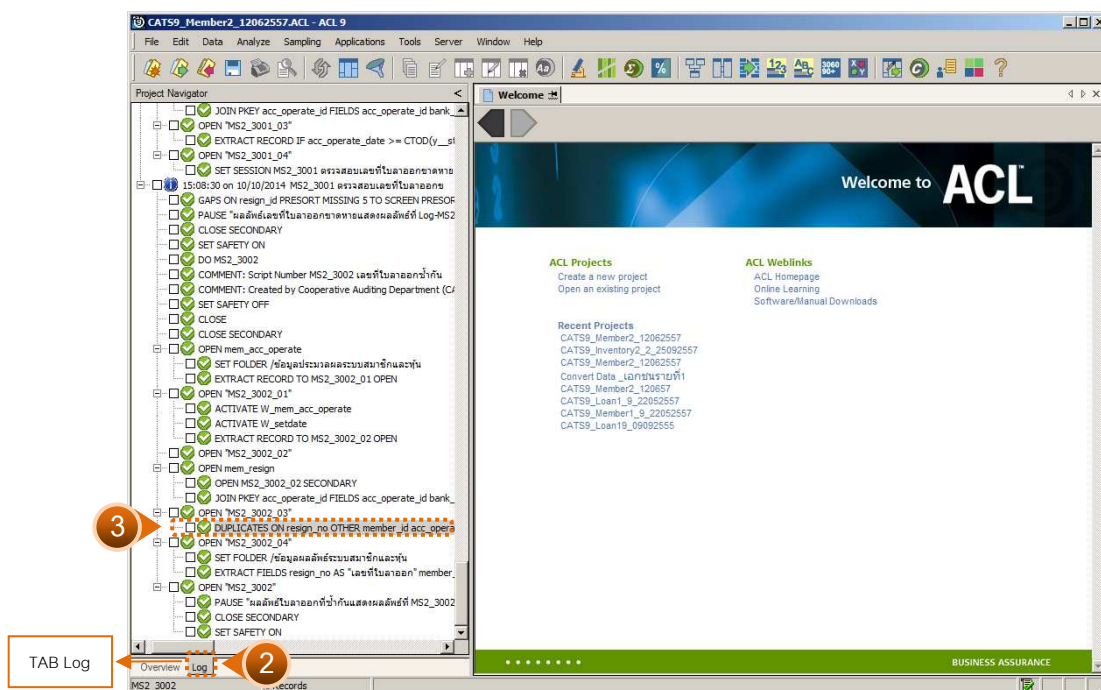 CATS9_Member2_12062557.ACL - ACL 9
File Edit Data Analyze Sampling Applications Tools Server Window Help
Project Navigator
JOIN PKEY acc_operate_id FIELDS acc_operate_id bank_
OPEN "MS2_3001_03"
EXTRACT RECORD IF acc_operate_date >= CTOD(y__st
OPEN "MS2_3001_04"
SET SESSION MS2_3001 ตรวจสอบเลขที่ใบลาออกขาดหาย
15:08:30 on 10/10/2014 MS2_3001 ตรวจสอบเลขที่ใบลาออกข
GAPS ON resign_id PRESORT MISSING 5 TO SCREEN PRESOR
PAUSE "ผลลัพธ์เลขที่ใบลาออกขาดหายแสดงผลลัพธ์ที่ Log-MS2
CLOSE SECONDARY
SET SAFETY ON
DO MS2_3002
COMMENT: Script Number MS2_3002 เลขที่ใบลาออกซ้ำกัน
COMMENT: Created by Cooperative Auditing Department (CA
SET SAFETY OFF
CLOSE
CLOSE SECONDARY
OPEN mem_acc_operate
SET FOLDER /ข้อมูลประมวลผลระบบสมาชิกและหุ้น
EXTRACT RECORD TO MS2_3002_01 OPEN
OPEN "MS2_3002_01"
ACTIVATE W_mem_acc_operate
ACTIVATE W_setdate
EXTRACT RECORD TO MS2_3002_02 OPEN
OPEN "MS2_3002_02"
OPEN mem_resign
OPEN MS2_3002_02 SECONDARY
JOIN PKEY acc_operate_id FIELDS acc_operate_id bank_
OPEN "MS2_3002_03"
3
DUPLICATES ON resign_no OTHER member_id acc_opera
OPEN "MS2_3002_04"
SET FOLDER /ข้อมูลผลลัพธ์ระบบสมาชิกและหุ้น
EXTRACT FIELDS resign_no AS "เลขที่ใบลาออก" member_
OPEN "MS2_3002"
PAUSE "ผลลัพธ์ใบลาออกที่ซ้ำกันแสดงผลลัพธ์ที่ MS2_3002
CLOSE SECONDARY
SET SAFETY ON
Overview Log
2
TAB Log
MS2_3002 Records
Welcome
Welcome to ACL
ACL Projects
Create a new project
Open an existing project
Recent Projects
CATS9_Member2_12062557
CATS9_Inventory2_2_25092557
CATS9_Member2_12062557
Convert Data _เอกชนรายที่1
CATS9_Member2_120657
CATS9_Loan1_9_22052557
CATS9_Member1_9_22052557
CATS9_Loan19_09092555
ACL Weblinks
ACL Homepage
Online Learning
Software/Manual Downloads
BUSINESS ASSURANCE